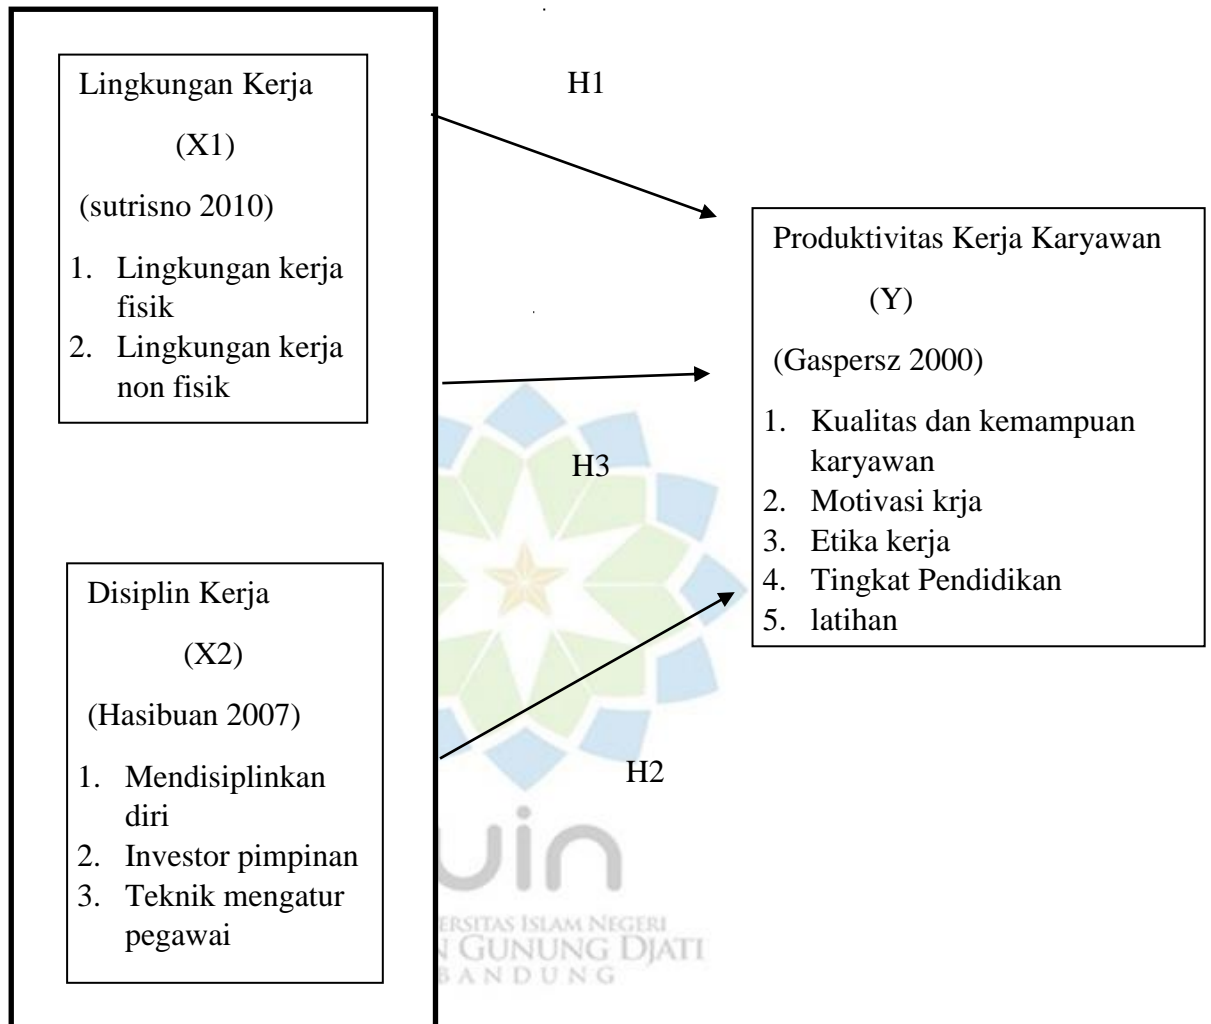 H1
Lingkungan Kerja
(X1)
(sutrisno 2010)
1. Lingkungan kerja
fisik
2. Lingkungan kerja
non fisik
Produktivitas Kerja Karyawan
(Y)
(Gaspersz 2000)
1. Kualitas dan kemampuan
karyawan
2. Motivasi krja
3. Etika kerja
4. Tingkat Pendidikan
5. latihan
H3
Disiplin Kerja
(X2)
(Hasibuan 2007)
1. Mendisiplinkan
diri
2. Investor pimpinan
3. Teknik mengatur
pegawai
H2
uin
ERSITAS ISLAM NEGERI
N GUNUNG DJATI
BANDUNG